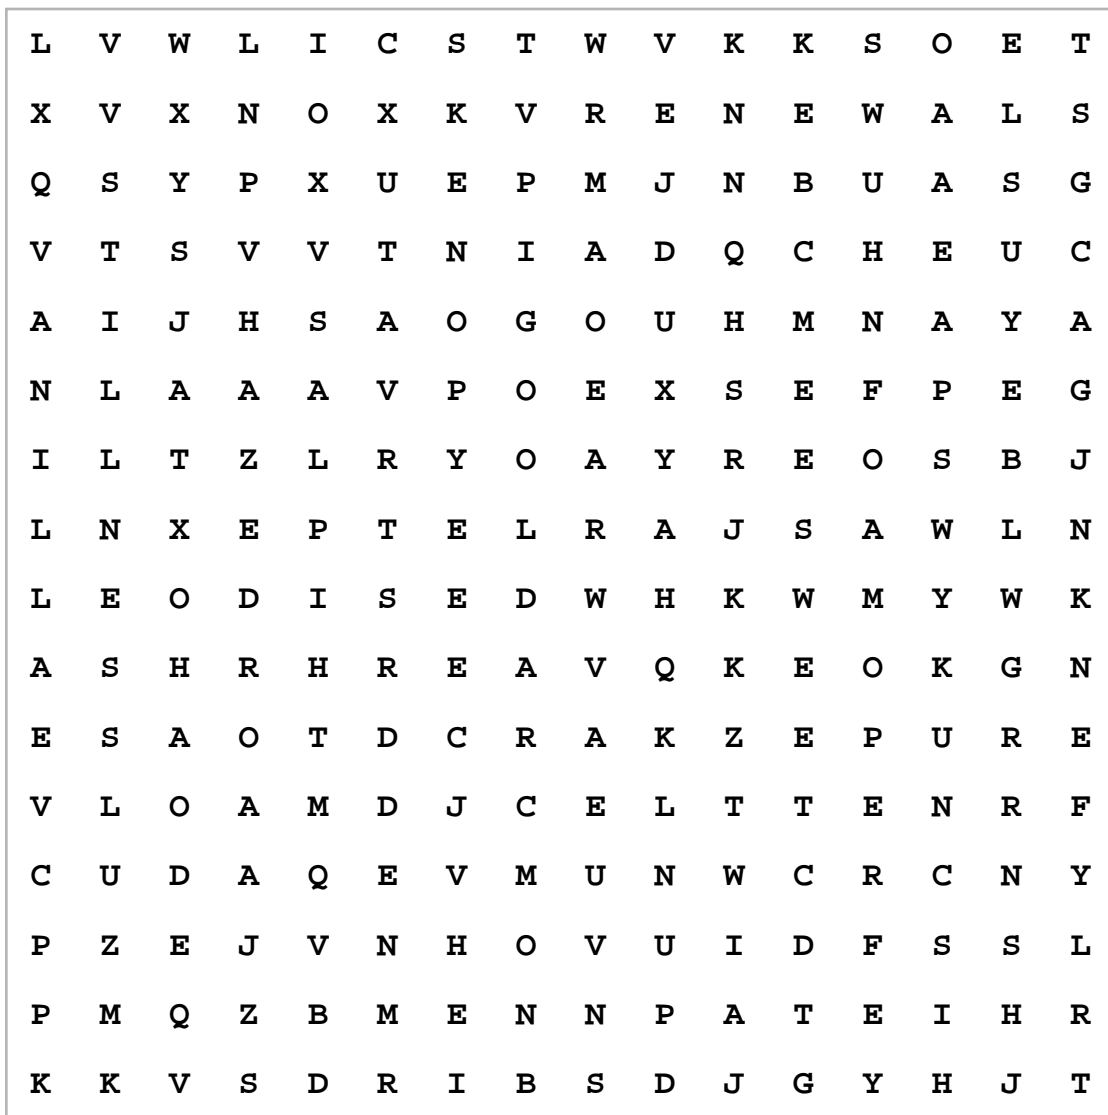 L V W L I C S T W V K K S O E T
X V X N O X K V R E N E W A L S
Q S Y P X U E P M J N B U A S G
V T S V V T N I A D Q C H E U C
A I J H S A O G O U H M N A Y A
N L A A A V P O E X S E F P E G
I L T Z L R Y O A Y R E O S B J
L N X E P T E L R A J S A W L N
L E O D I S E D W H K W M Y W K
A S H R H R E A V Q K E O K G N
E S A O T D C R A K Z E P U R E
V L O A M D J C E L T T E N R F
C U D A Q E V M U N W C R C N Y
P Z E J V N H O V U I D F S S L
P M Q Z B M E N N P A T E I H R
K K V S D R I B S D J G Y H J T